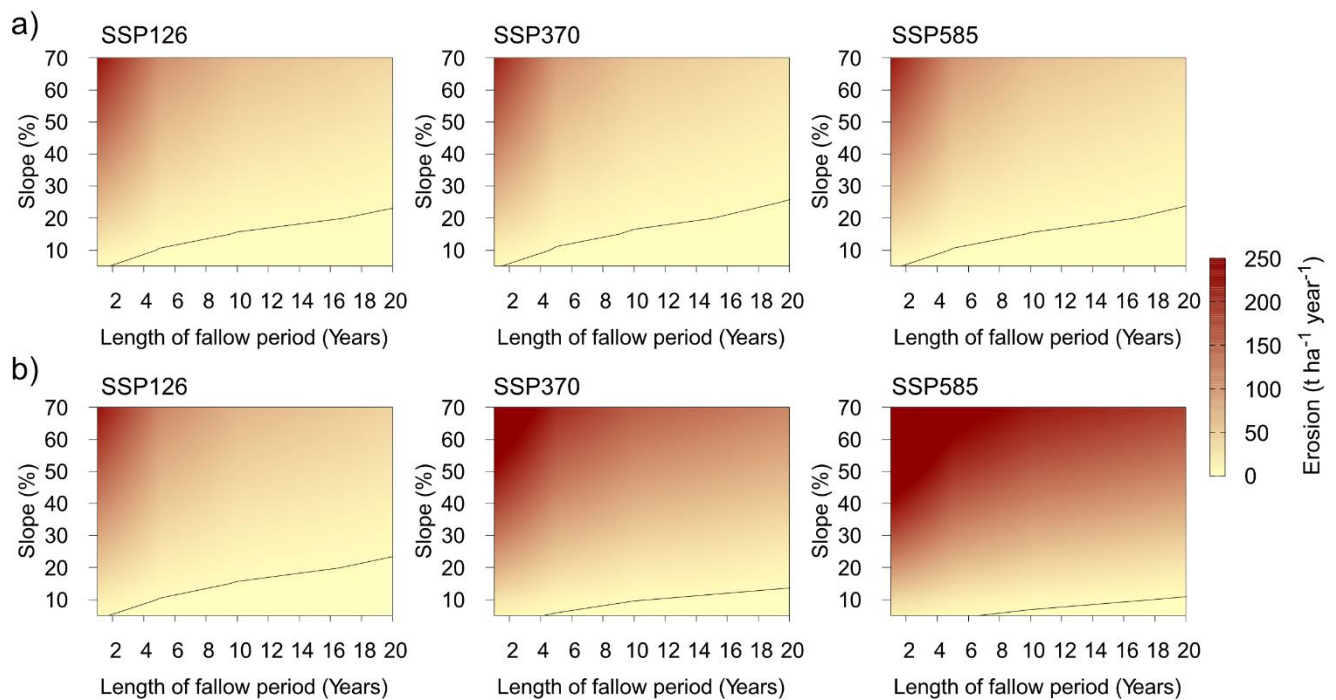 a)
SSP126 SSP370 SSP585
70 70 70
60 60 60
50 50 50
40 40 40
30 30 30
20 20 20
10 10 10
Slope (%) Slope (%) Slope (%)
2 4 6 8 10 12 14 16 18 20 2 4 6 8 10 12 14 16 18 20 2 4 6 8 10 12 14 16 18 20
Length of fallow period (Years) Length of fallow period (Years) Length of fallow period (Years)
b)
SSP126 SSP370 SSP585
70 70 70
60 60 60
50 50 50
40 40 40
30 30 30
20 20 20
10 10 10
Slope (%) Slope (%) Slope (%)
2 4 6 8 10 12 14 16 18 20 2 4 6 8 10 12 14 16 18 20 2 4 6 8 10 12 14 16 18 20
Length of fallow period (Years) Length of fallow period (Years) Length of fallow period (Years)
250
200
150
100
50
0
Erosion (t ha⁻¹ year⁻¹)